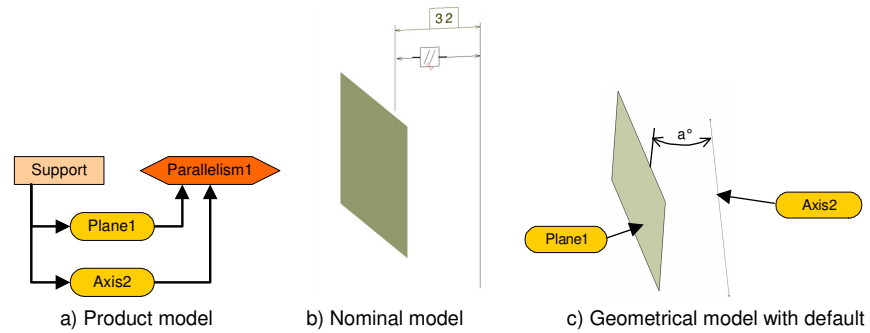 32
//
a°
Support
Parallelism1
Plane1
Axis2
Axis2
Plane1
a) Product model
b) Nominal model
c) Geometrical model with default